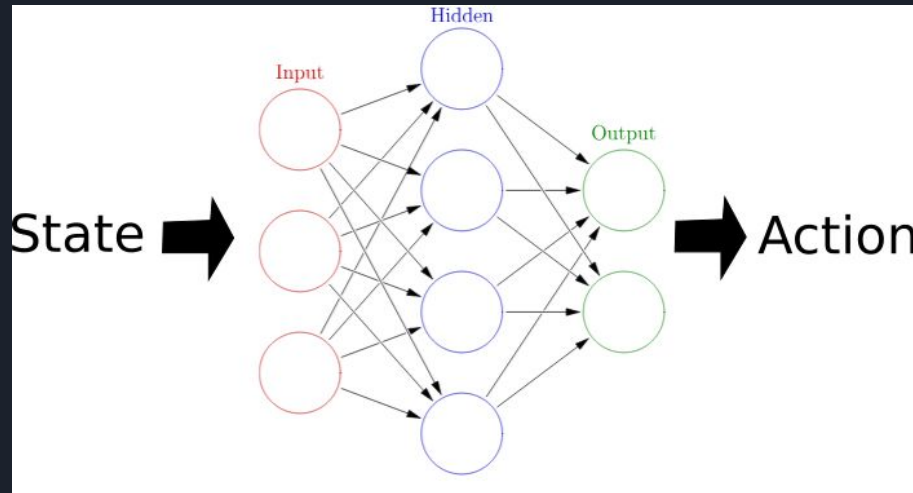 Hidden
Input
Output
State
Action